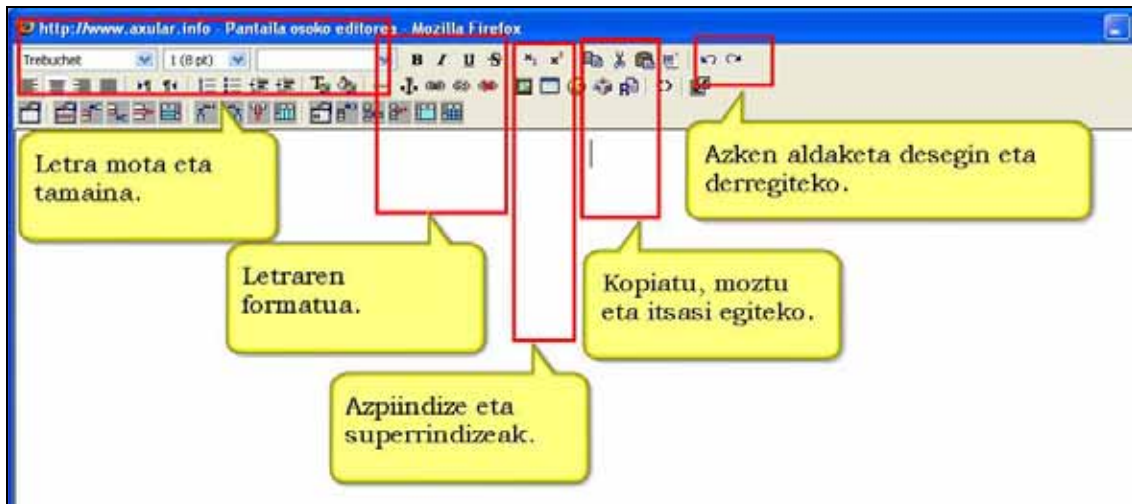 http://www.axular.info - Pantaila osoko editorea - Mozilla Firefox
Trebuchet 1 (8 pt) B I U S
Letra mota eta
tamaina.
Azken aldaketa desegin eta
derregiteko.
Letraren
formatua.
Kopiatu, moztu
eta itsasi egiteko.
Azpiindize eta
superrindizeak.